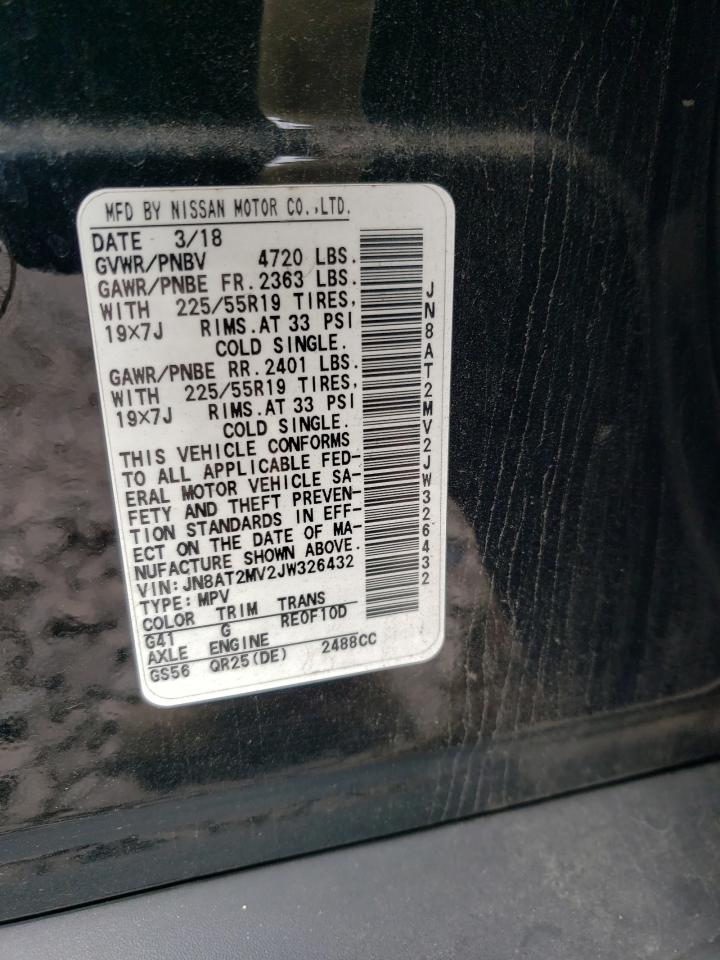 MFD BY NISSAN MOTOR CO.,LTD.
DATE 3/18
GVWR/PNBV 4720 LBS.
GAWR/PNBE FR.2363 LBS.
WITH 225/55R19 TIRES,
19×7J RIMS.AT 33 PSI
COLD SINGLE.
GAWR/PNBE RR.2401 LBS.
WITH 225/55R19 TIRES,
19×7J RIMS.AT 33 PSI
COLD SINGLE.
THIS VEHICLE CONFORMS
TO ALL APPLICABLE FED-
ERAL MOTOR VEHICLE SA-
FETY AND THEFT PREVEN-
TION STANDARDS IN EFF-
ECT ON THE DATE OF MA-
NUFACTURE SHOWN ABOVE.
VIN:JN8AT2MV2JW326432
TYPE:MPV
COLOR TRIM TRANS
G41 G RE0F10D
AXLE ENGINE
GS56 QR25(DE) 2488CC
JN8AT2MV2JW326432